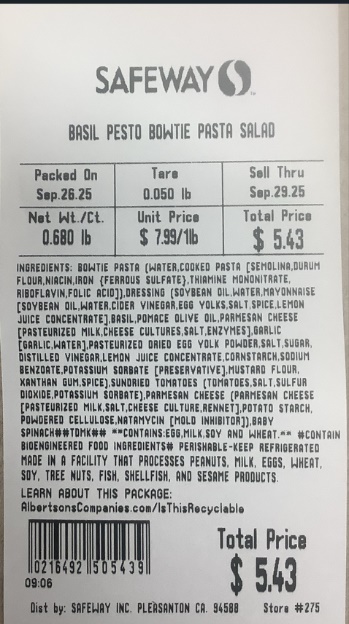 SAFEWAY
BASIL PESTO BOWTIE PASTA SALAD
Packed On Tare Sell Thru
Sep.26.25 0.050 lb Sep.29.25
Net Wt./Ct. Unit Price Total Price
0.680 lb $ 7.99/1lb $ 5.43
INGREDIENTS: BOWTIE PASTA (WATER,COOKED PASTA [SEMOLINA,DURUM
FLOUR,NIACIN,IRON {FERROUS SULFATE},THIAMINE MONONITRATE,
RIBOFLAVIN,FOLIC ACID]),DRESSING (SOYBEAN OIL,WATER,MAYONNAISE
[SOYBEAN OIL,WATER,CIDER VINEGAR,EGG YOLKS,SALT,SPICE,LEMON
JUICE CONCENTRATE],BASIL,POMACE OLIVE OIL,PARMESAN CHEESE
[PASTEURIZED MILK,CHEESE CULTURES,SALT,ENZYMES],GARLIC
[GARLIC,WATER],PASTEURIZED DRIED EGG YOLK POWDER,SALT,SUGAR,
DISTILLED VINEGAR,LEMON JUICE CONCENTRATE,CORNSTARCH,SODIUM
BENZOATE,POTASSIUM SORBATE [PRESERVATIVE],MUSTARD FLOUR,
XANTHAN GUM,SPICE),SUNDRIED TOMATOES (TOMATOES,SALT,SULFUR
DIOXIDE,POTASSIUM SORBATE),PARMESAN CHEESE (PARMESAN CHEESE
[PASTEURIZED MILK,SALT,CHEESE CULTURE,RENNET],POTATO STARCH,
POWDERED CELLULOSE,NATAMYCIN [MOLD INHIBITOR]),BABY
SPINACH##TDMK## **CONTAINS:EGG,MILK,SOY AND WHEAT.** #CONTAIN
BIOENGINEERED FOOD INGREDIENTS# PERISHABLE-KEEP REFRIGERATED
MADE IN A FACILITY THAT PROCESSES PEANUTS, MILK, EGGS, WHEAT,
SOY, TREE NUTS, FISH, SHELLFISH, AND SESAME PRODUCTS.
LEARN ABOUT THIS PACKAGE:
AlbertsonsCompanies.com/IsThisRecyclable
0216492 505439
09:06
Total Price
$ 5.43
Dist by: SAFEWAY INC. PLEASANTON CA. 94588 Store #275